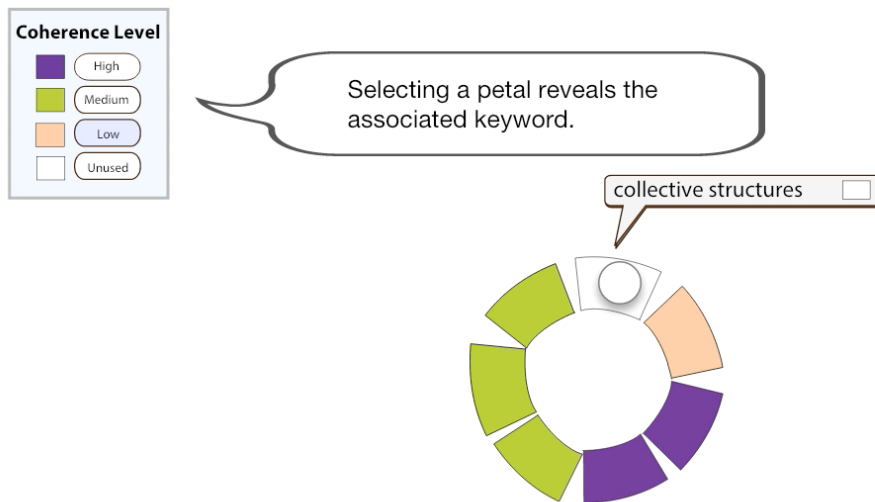 Coherence Level
High
Medium
Low
Unused
Selecting a petal reveals the
associated keyword.
collective structures